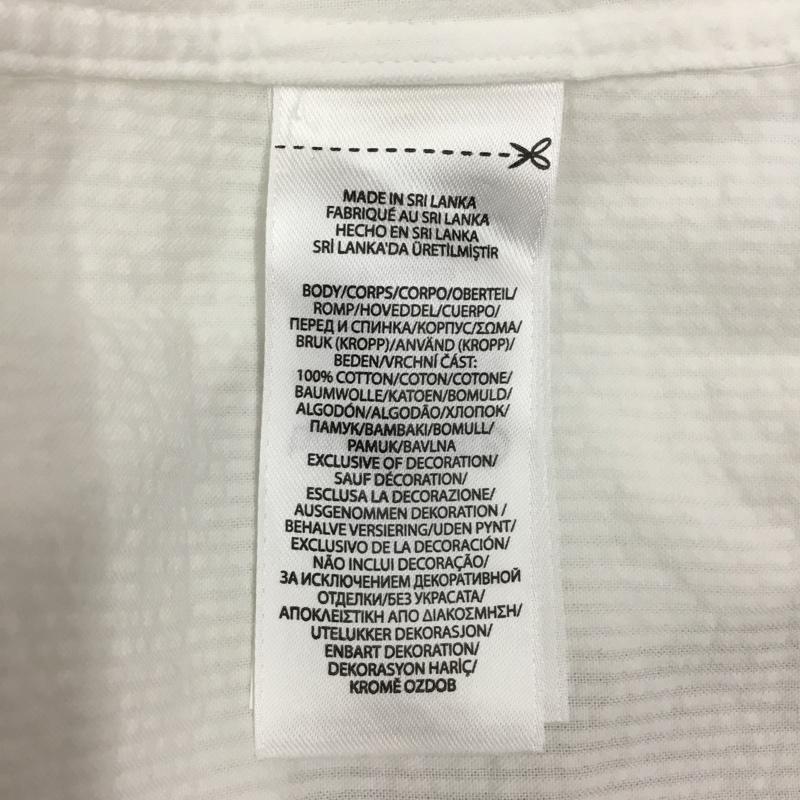 MADE IN SRI LANKA
FABRIQUÉ AU SRI LANKA
HECHO EN SRI LANKA
SRİ LANKA'DA ÜRETİLMİŞTİR
BODY/CORPS/CORPO/OBERTEIL/
ROMP/HOVEDDEL/CUERPO/
ПЕРЕД И СПИНКА/КОРПУС/ΣΩΜΑ/
BRUK (KROPP)/ANVÄND (KROPP)/
BEDEN/VRCHNÍ ČÁST:
100% COTTON/COTON/COTONE/
BAUMWOLLE/KATOEN/BOMULD/
ALGODÓN/ALGODÃO/ХЛОПОК/
ПАМУК/ΒΑΜΒΑΚΙ/BOMULL/
PAMUK/BAVLNA
EXCLUSIVE OF DECORATION/
SAUF DÉCORATION/
ESCLUSA LA DECORAZIONE/
AUSGENOMMEN DEKORATION /
BEHALVE VERSIERING/UDEN PYNT/
EXCLUSIVO DE LA DECORACIÓN/
NÃO INCLUI DECORAÇÃO/
ЗА ИСКЛЮЧЕНИЕМ ДЕКОРАТИВНОЙ
ОТДЕЛКИ/БЕЗ УКРАСАТА/
ΑΠΟΚΛΕΙΣΤΙΚΗ ΑΠΟ ΔΙΑΚΟΣΜΗΣΗ/
UTELUKKER DEKORASJON/
ENBART DEKORATION/
DEKORASYON HARİÇ/
KROMĚ OZDOB